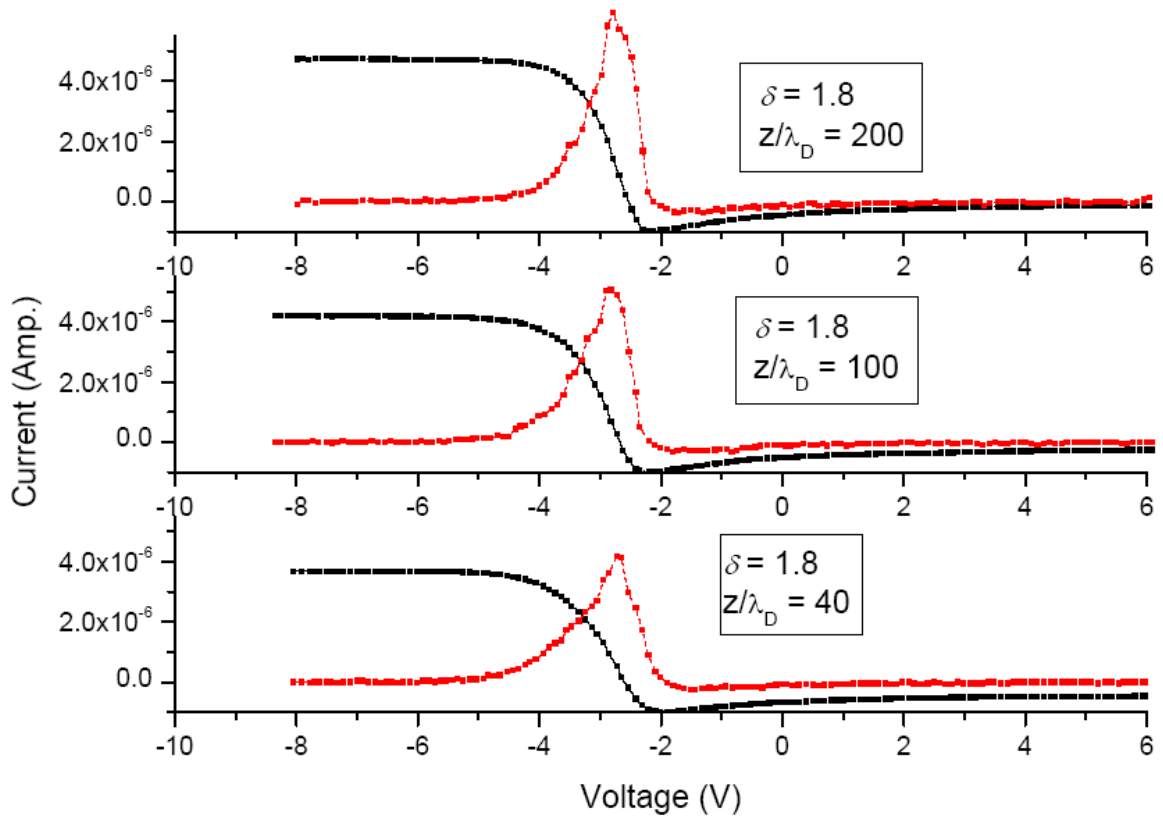 4.0x10⁻⁶
2.0x10⁻⁶
0.0
δ = 1.8
z/λ_D = 200
-10 -8 -6 -4 -2 0 2 4 6
4.0x10⁻⁶
2.0x10⁻⁶
0.0
δ = 1.8
z/λ_D = 100
-10 -8 -6 -4 -2 0 2 4 6
Current (Amp.)
4.0x10⁻⁶
2.0x10⁻⁶
0.0
δ = 1.8
z/λ_D = 40
-10 -8 -6 -4 -2 0 2 4 6
Voltage (V)